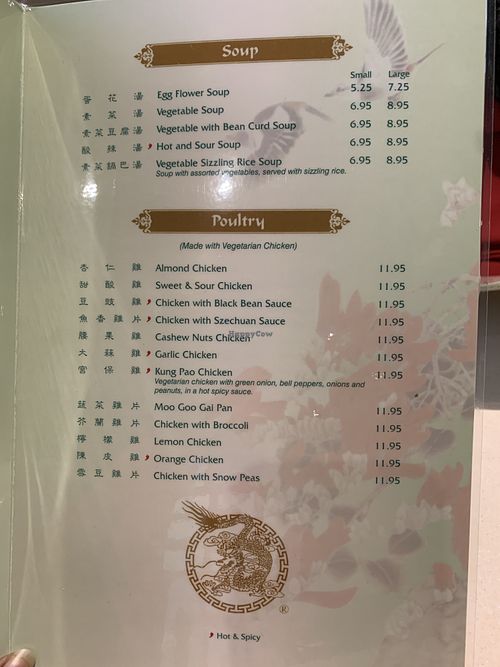 Soup
Small Large
蛋花湯 Egg Flower Soup 5.25 7.25
素菜湯 Vegetable Soup 6.95 8.95
素菜豆腐湯 Vegetable with Bean Curd Soup 6.95 8.95
酸辣湯 Hot and Sour Soup 6.95 8.95
素菜鍋巴湯 Vegetable Sizzling Rice Soup 6.95 8.95
Soup with assorted vegetables, served with sizzling rice.
Poultry
(Made with Vegetarian Chicken)
杏仁雞 Almond Chicken 11.95
甜酸雞 Sweet & Sour Chicken 11.95
豆豉雞 Chicken with Black Bean Sauce 11.95
魚香雞片 Chicken with Szechuan Sauce 11.95
腰果雞 Cashew Nuts Chicken 11.95
HappyCow
大蒜雞 Garlic Chicken 11.95
宮保雞 Kung Pao Chicken 11.95
Vegetarian chicken with green onion, bell peppers, onions and
peanuts, in a hot spicy sauce.
蔬菜雞片 Moo Goo Gai Pan 11.95
芥蘭雞片 Chicken with Broccoli 11.95
檸檬雞 Lemon Chicken 11.95
陳皮雞 Orange Chicken 11.95
雪豆雞片 Chicken with Snow Peas 11.95
®
Hot & Spicy